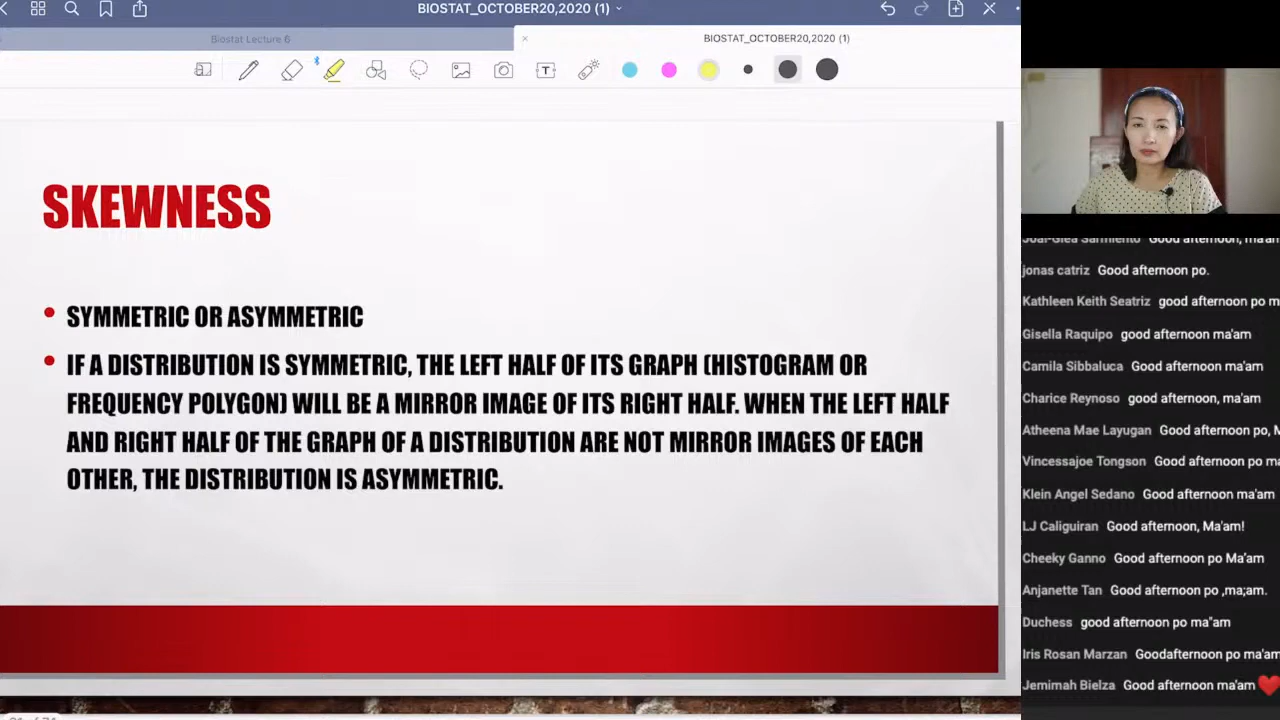 BIOSTAT_OCTOBER20,2020 (1)
Biostat Lecture 6
BIOSTAT_OCTOBER20,2020 (1)
SKEWNESS
• SYMMETRIC OR ASYMMETRIC
• IF A DISTRIBUTION IS SYMMETRIC, THE LEFT HALF OF ITS GRAPH (HISTOGRAM OR
FREQUENCY POLYGON) WILL BE A MIRROR IMAGE OF ITS RIGHT HALF. WHEN THE LEFT HALF
AND RIGHT HALF OF THE GRAPH OF A DISTRIBUTION ARE NOT MIRROR IMAGES OF EACH
OTHER, THE DISTRIBUTION IS ASYMMETRIC.
Sarmiento Good afternoon, ma'am
jonas catriz Good afternoon po.
Kathleen Keith Seatriz good afternoon po m
Gisella Raquipo good afternoon ma'am
Camila Sibbaluca Good afternoon ma'am
Charice Reynoso good afternoon, ma'am
Atheena Mae Layugan Good afternoon po, M
Vincessajoe Tongson Good afternoon po ma
Klein Angel Sedano Good afternoon ma'am
LJ Caliguiran Good afternoon, Ma'am!
Cheeky Ganno Good afternoon po Ma'am
Anjanette Tan Good afternoon po ,ma;am.
Duchess good afternoon po ma"am
Iris Rosan Marzan Goodafternoon po ma'am
Jemimah Bielza Good afternoon ma'am ❤